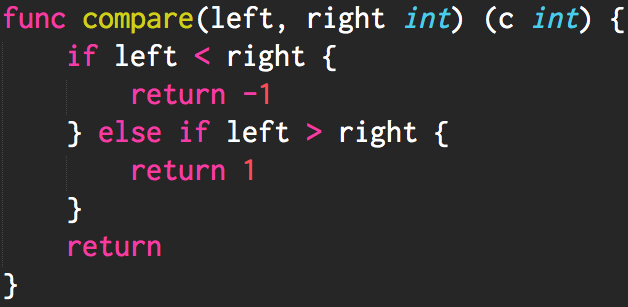 func compare(left, right int) (c int) {
    if left < right {
        return -1
    } else if left > right {
        return 1
    }
    return
}